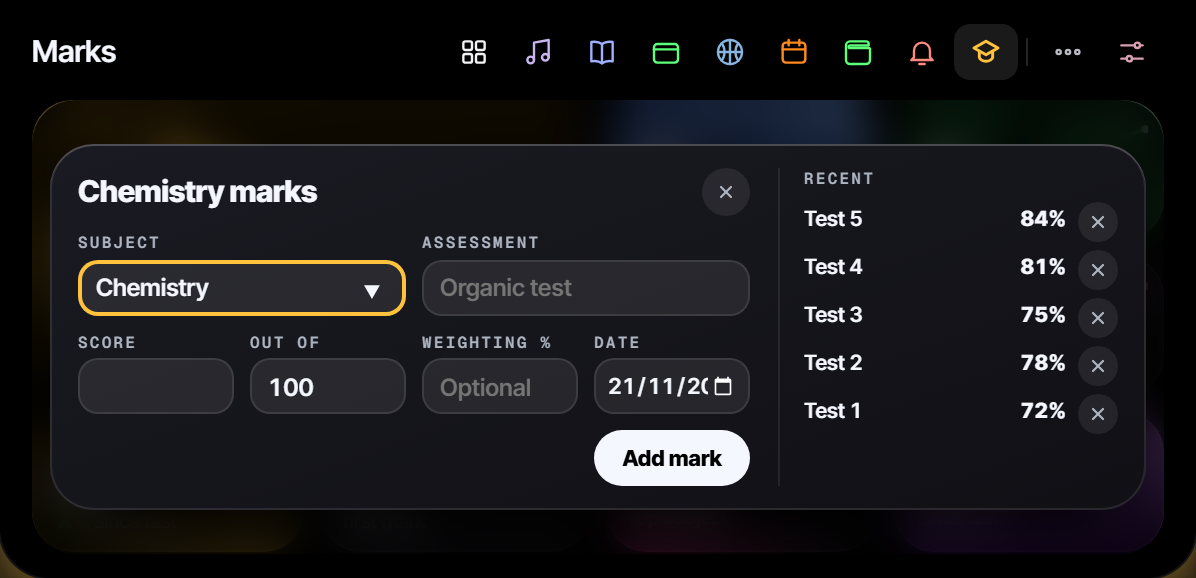 Marks
Chemistry marks
SUBJECT
Chemistry
ASSESSMENT
Organic test
SCORE
OUT OF
100
WEIGHTING %
Optional
DATE
21/11/20
Add mark
RECENT
Test 5 84%
Test 4 81%
Test 3 75%
Test 2 78%
Test 1 72%